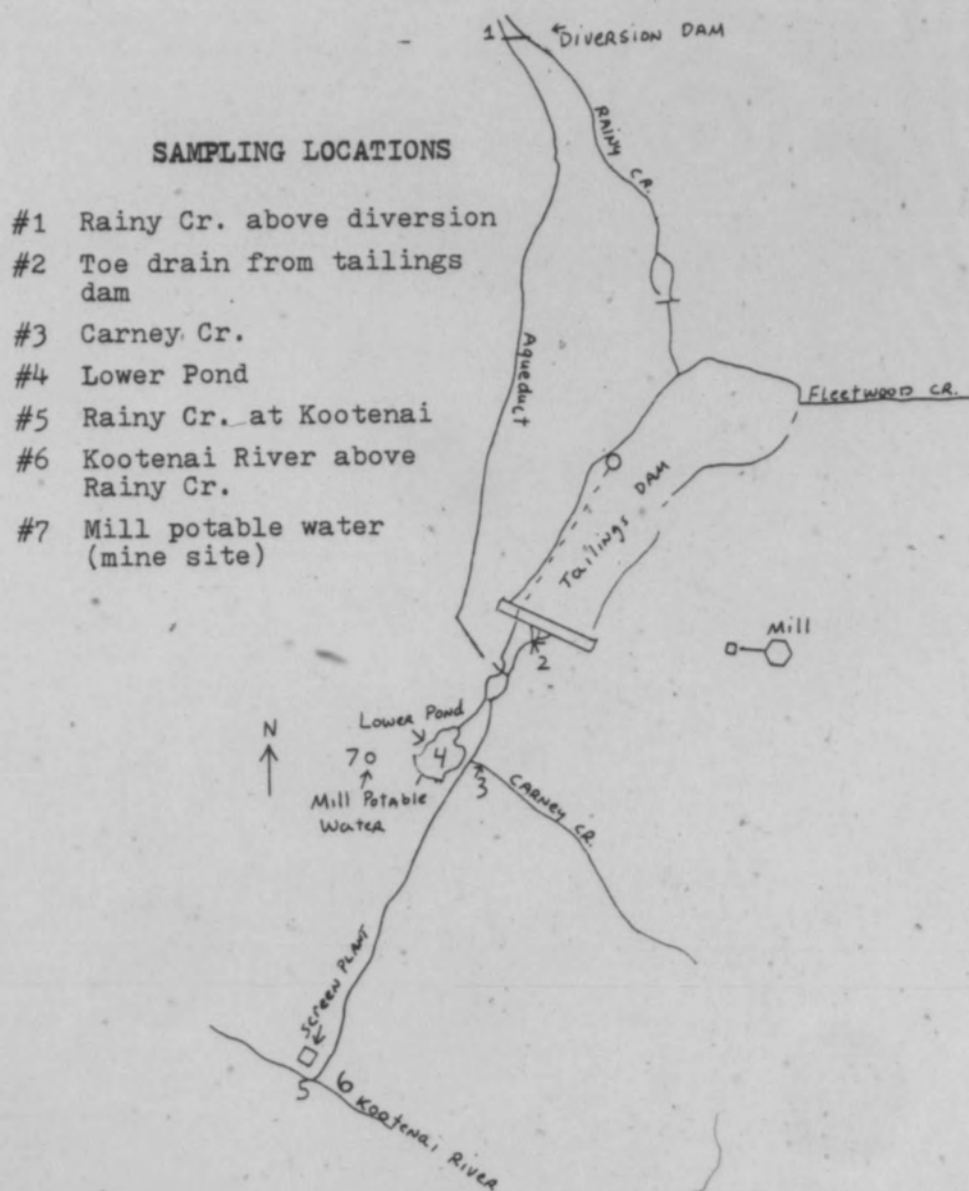 1 DIVERSION DAM
RAINY CR.
SAMPLING LOCATIONS
#1 Rainy Cr. above diversion
#2 Toe drain from tailings
dam
#3 Carney Cr.
#4 Lower Pond
#5 Rainy Cr. at Kootenai
#6 Kootenai River above
Rainy Cr.
#7 Mill potable water
(mine site)
Aqueduct
Fleetwood CR.
Tailings DAM
Mill
2
N
Lower Pond
7
4
3
Mill Potable
Water
CARNEY CR.
Screen PLANT
5
6
Kootenai River